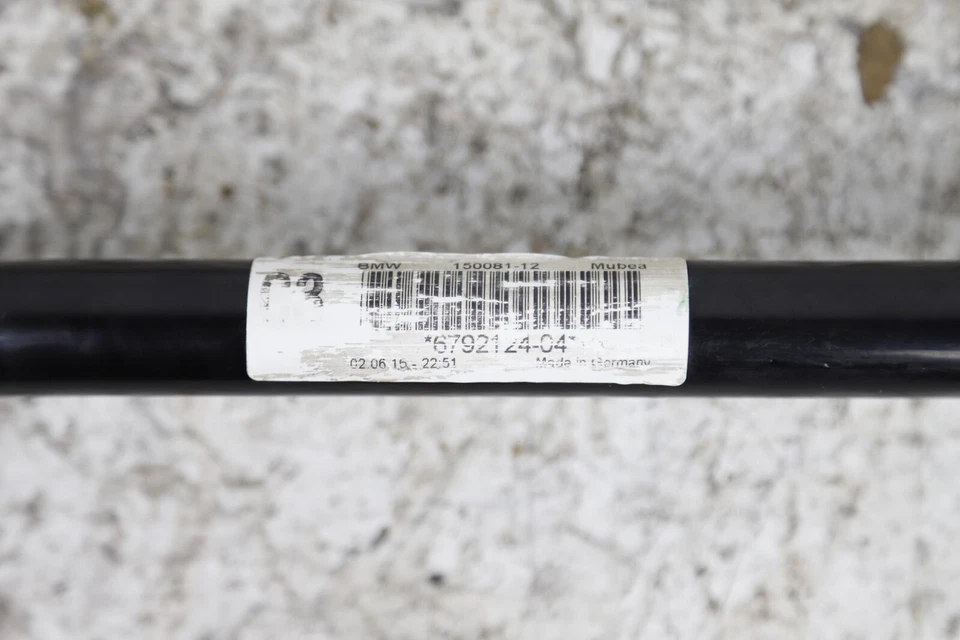 BMW 150081-12 Mubea
*6792124-04*
02.06.15 - 22:51 Made in Germany